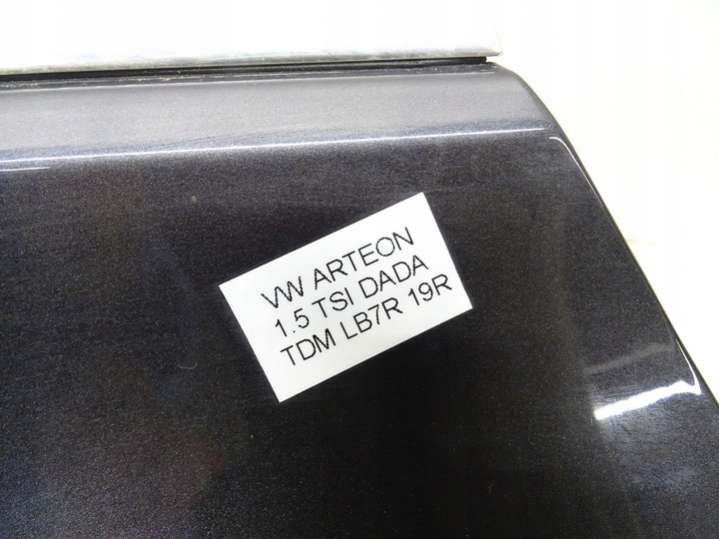 VW ARTEON
1.5 TSI DADA
TDM LB7R 19R